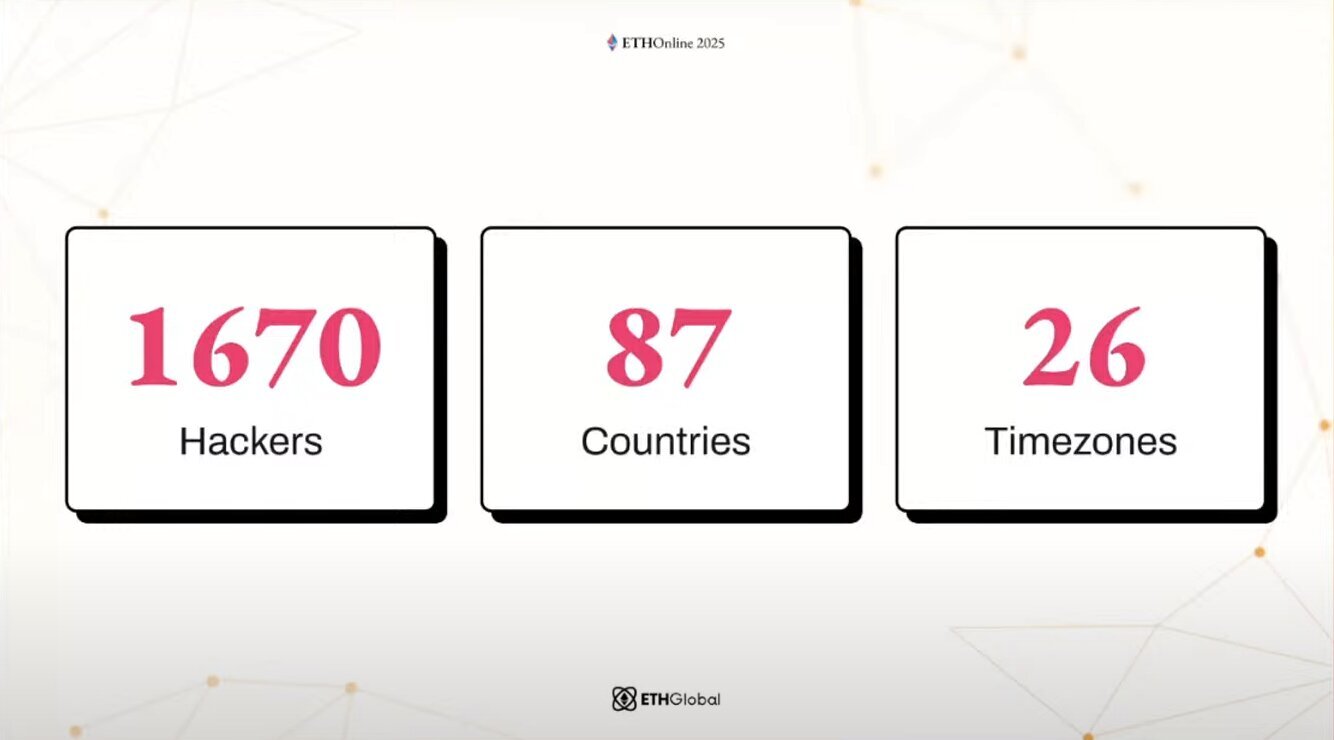 ETHOnline 2025
1670
Hackers
87
Countries
26
Timezones
ETHGlobal